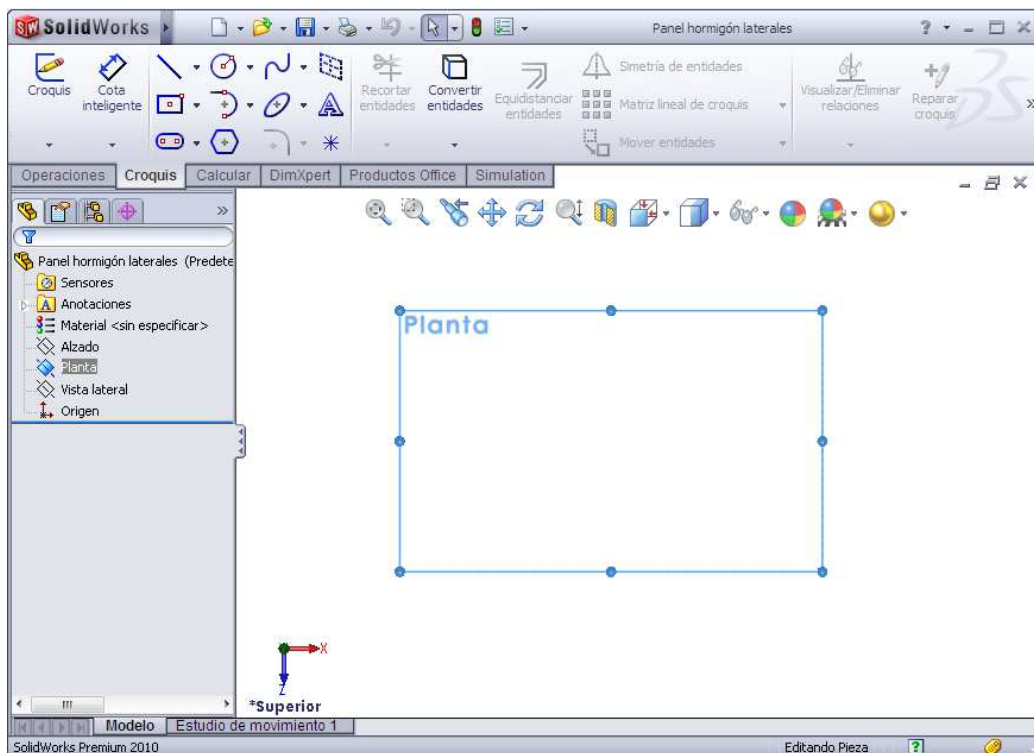 SolidWorks
Panel hormigón laterales
Croquis
Cota inteligente
Recortar entidades
Convertir entidades
Equidistanciar entidades
Simetría de entidades
Matriz lineal de croquis
Mover entidades
Visualizar/Eliminar relaciones
Reparar croquis
Operaciones Croquis Calcular DimXpert Productos Office Simulation
Panel hormigón laterales (Predete
Sensores
Anotaciones
Material <sin especificar>
Alzado
Planta
Vista lateral
Origen
Planta
X
Z
*Superior
Modelo Estudio de movimiento 1
SolidWorks Premium 2010 Editando Pieza